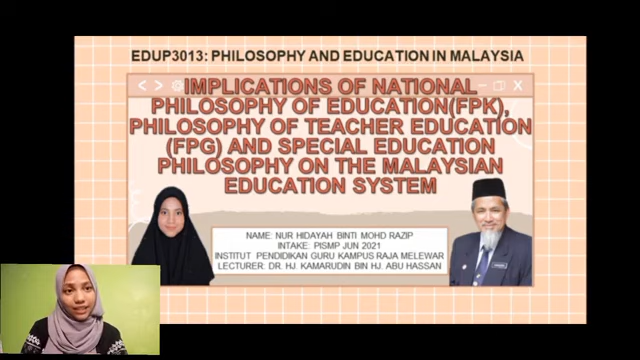 EDUP3013: PHILOSOPHY AND EDUCATION IN MALAYSIA
IMPLICATIONS OF NATIONAL
PHILOSOPHY OF EDUCATION(FPK),
PHILOSOPHY OF TEACHER EDUCATION
(FPG) AND SPECIAL EDUCATION
PHILOSOPHY ON THE MALAYSIAN
EDUCATION SYSTEM
NAME: NUR HIDAYAH BINTI MOHD RAZIP
INTAKE: PISMP JUN 2021
INSTITUT PENDIDIKAN GURU KAMPUS RAJA MELEWAR
LECTURER: DR. HJ. KAMARUDIN BIN HJ. ABU HASSAN